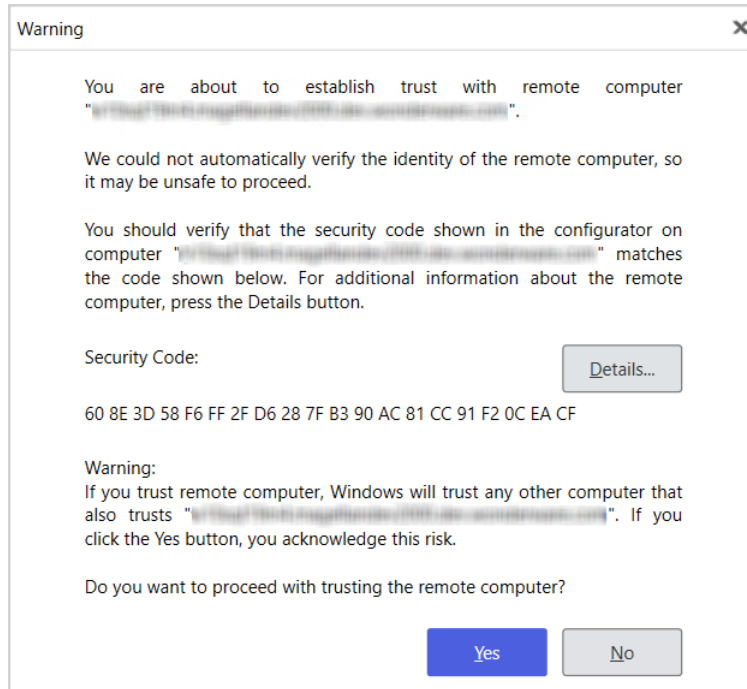 Warning
You are about to establish trust with remote computer
" ".
We could not automatically verify the identity of the remote computer, so
it may be unsafe to proceed.
You should verify that the security code shown in the configurator on
computer " " matches
the code shown below. For additional information about the remote
computer, press the Details button.
Security Code:
Details...
60 8E 3D 58 F6 FF 2F D6 28 7F B3 90 AC 81 CC 91 F2 0C EA CF
Warning:
If you trust remote computer, Windows will trust any other computer that
also trusts " ". If you
click the Yes button, you acknowledge this risk.
Do you want to proceed with trusting the remote computer?
Yes
No